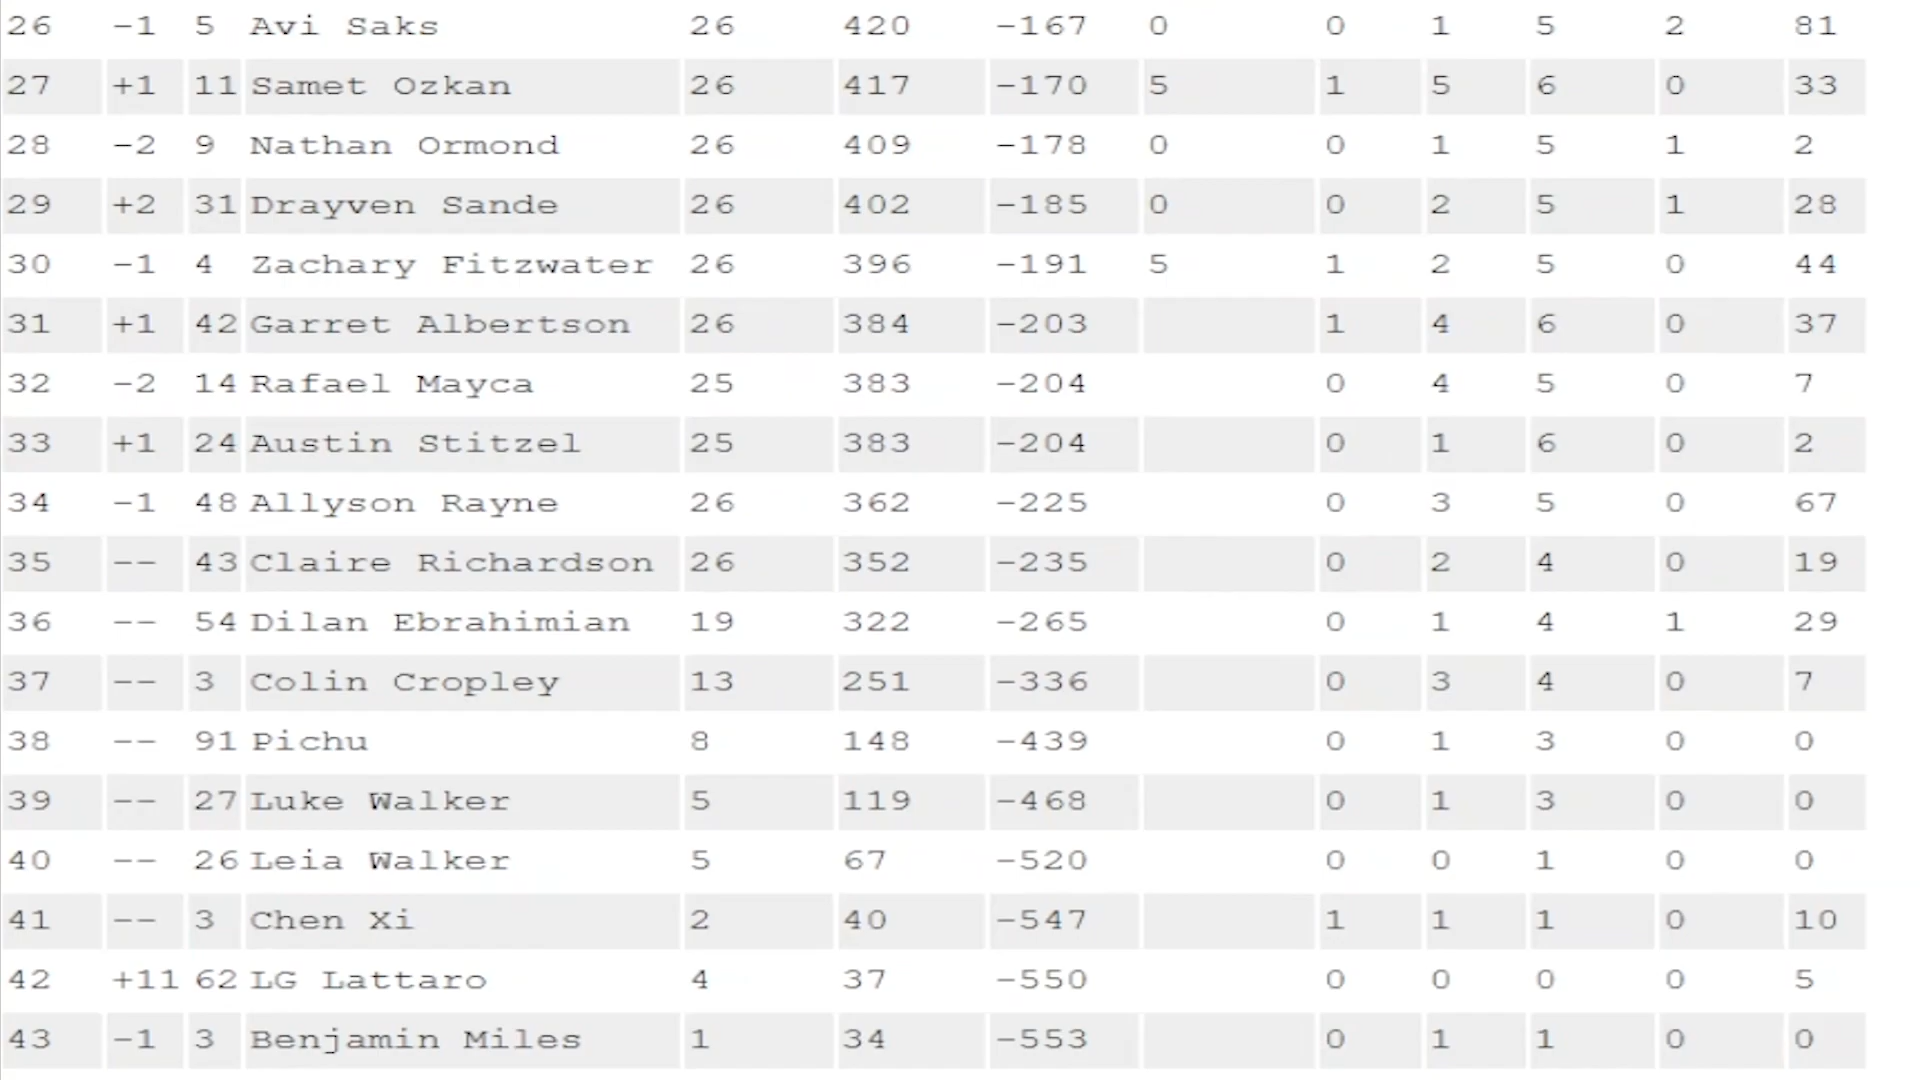 26 -1 5 Avi Saks 26 420 -167 0 0 1 5 2 81
27 +1 11 Samet Ozkan 26 417 -170 5 1 5 6 0 33
28 -2 9 Nathan Ormond 26 409 -178 0 0 1 5 1 2
29 +2 31 Drayven Sande 26 402 -185 0 0 2 5 1 28
30 -1 4 Zachary Fitzwater 26 396 -191 5 1 2 5 0 44
31 +1 42 Garret Albertson 26 384 -203 1 4 6 0 37
32 -2 14 Rafael Mayca 25 383 -204 0 4 5 0 7
33 +1 24 Austin Stitzel 25 383 -204 0 1 6 0 2
34 -1 48 Allyson Rayne 26 362 -225 0 3 5 0 67
35 -- 43 Claire Richardson 26 352 -235 0 2 4 0 19
36 -- 54 Dilan Ebrahimian 19 322 -265 0 1 4 1 29
37 -- 3 Colin Cropley 13 251 -336 0 3 4 0 7
38 -- 91 Pichu 8 148 -439 0 1 3 0 0
39 -- 27 Luke Walker 5 119 -468 0 1 3 0 0
40 -- 26 Leia Walker 5 67 -520 0 0 1 0 0
41 -- 3 Chen Xi 2 40 -547 1 1 1 0 10
42 +11 62 LG Lattaro 4 37 -550 0 0 0 0 5
43 -1 3 Benjamin Miles 1 34 -553 0 1 1 0 0